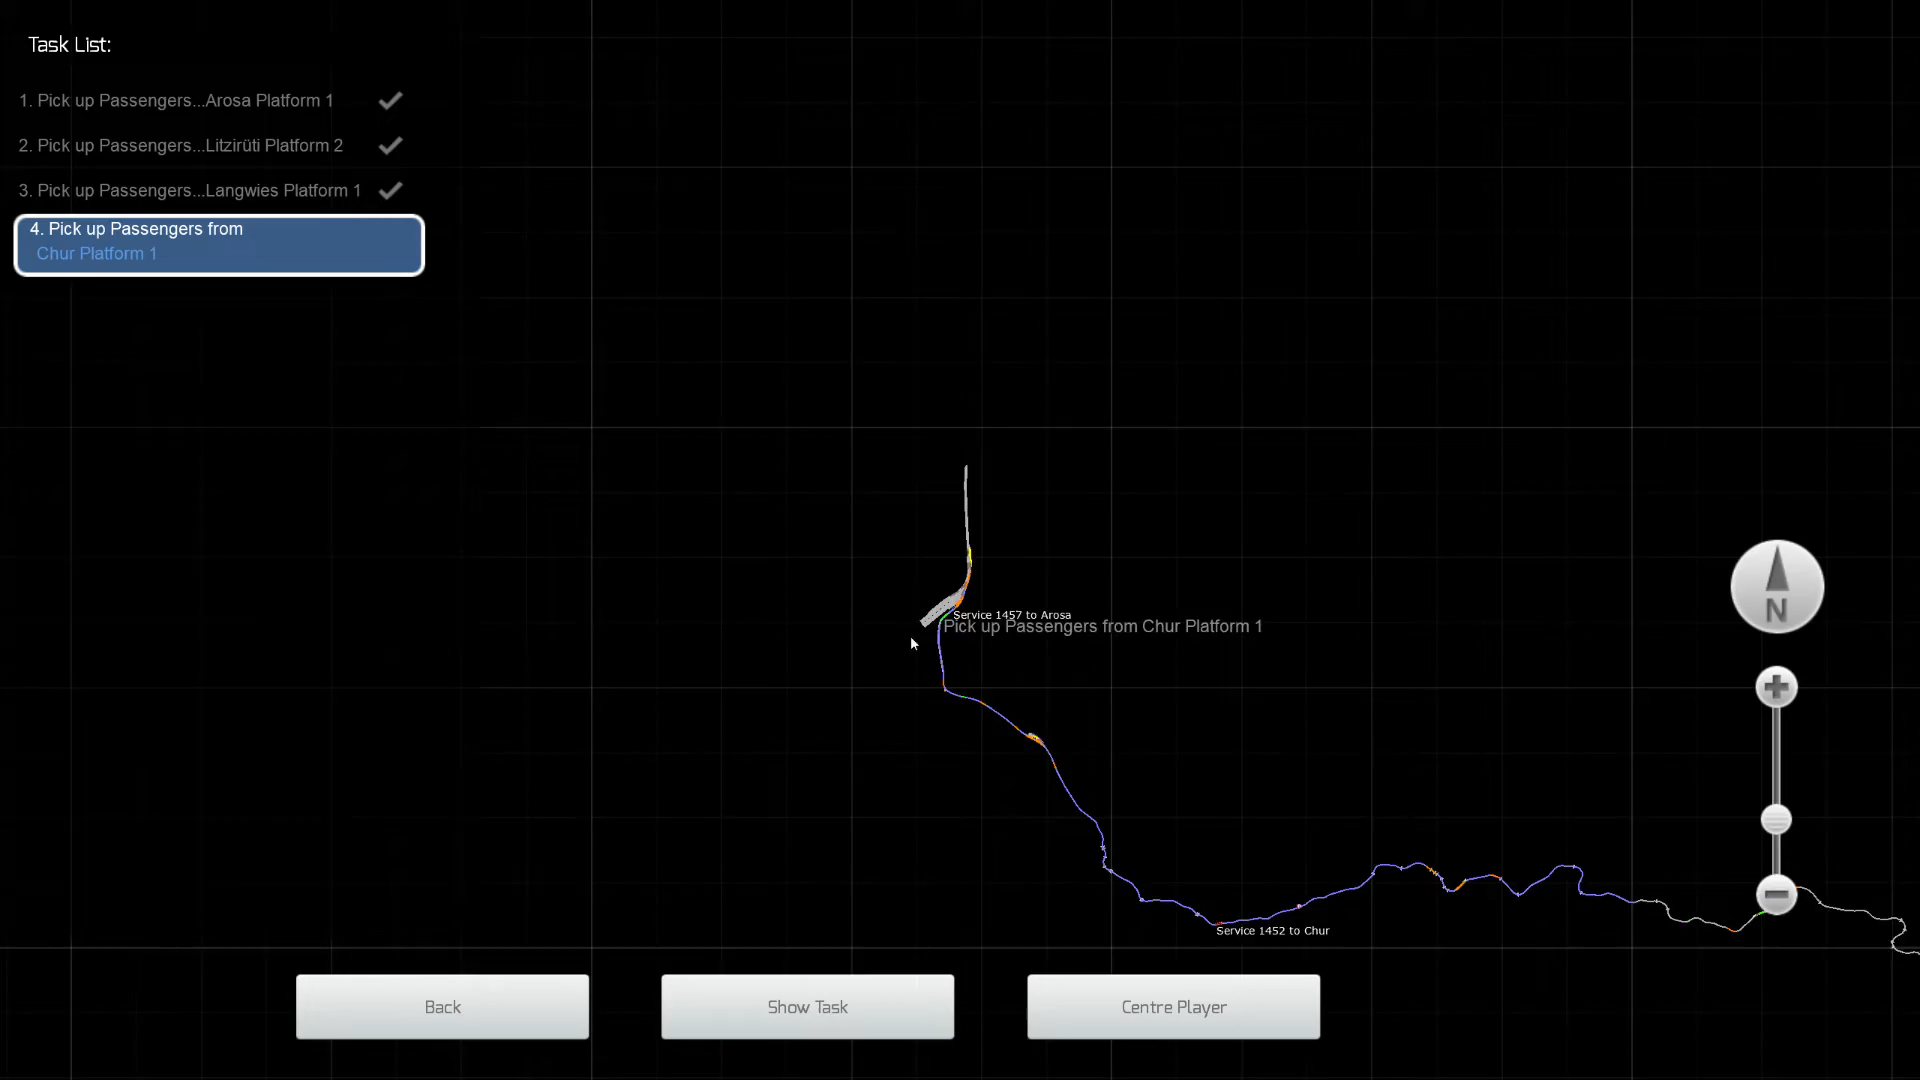 Task List:
1. Pick up Passengers...Arosa Platform 1
2. Pick up Passengers...Litzirüti Platform 2
3. Pick up Passengers...Langwies Platform 1
4. Pick up Passengers from
Chur Platform 1
Service 1457 to Arosa
Pick up Passengers from Chur Platform 1
N
Service 1452 to Chur
Back
Show Task
Centre Player